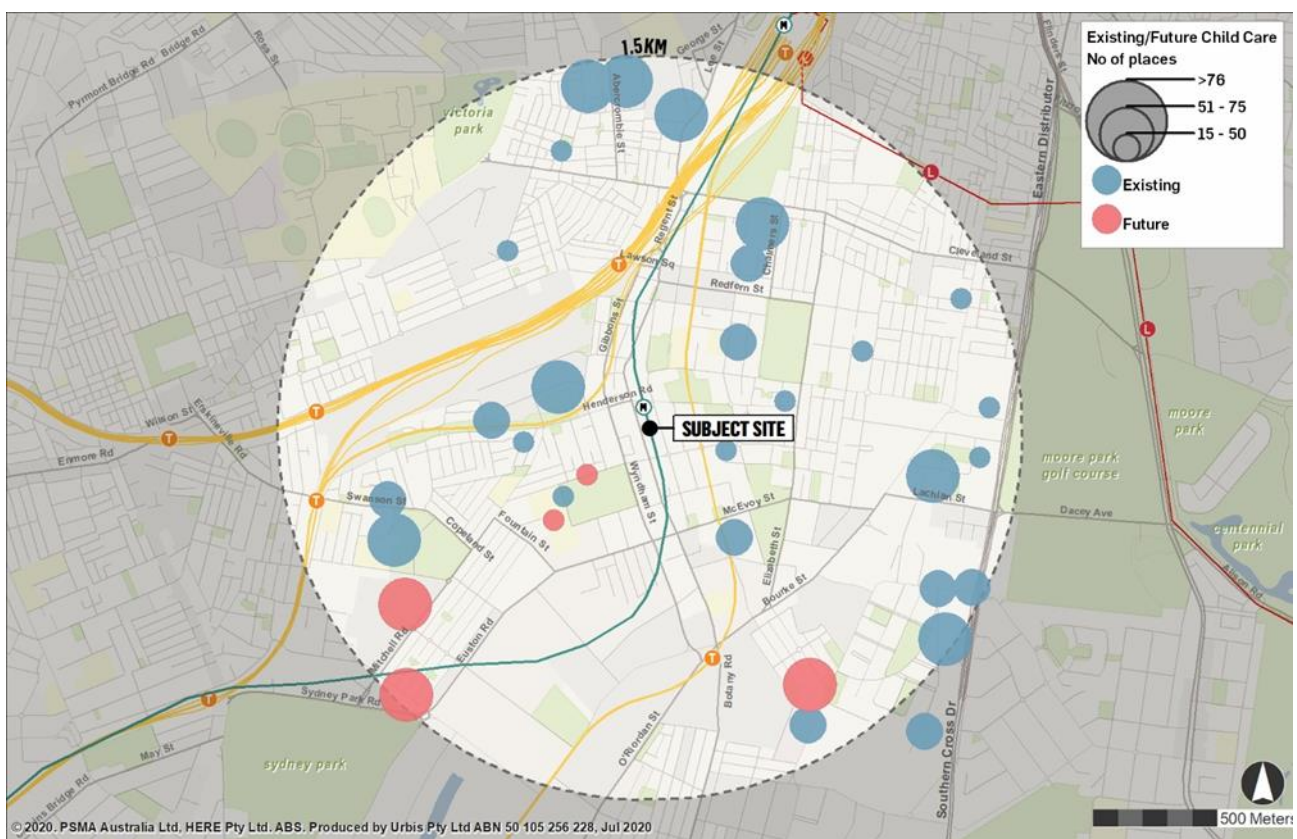 Pyrmont Bridge Rd
Ross St
victoria
park
1.5KM
Abercrombie St
George St
Lee St
M
T
L
Flinders St
Existing/Future Child Care
No of places
>76
51 - 75
15 - 50
Existing
Future
Eastern Distributor
L
Regent St
Lawson Sq
T
Chalmers St
Redfern St
Cleveland St
Gibbons St
L
Wilson St
Erskineville Rd
Enmore Rd
T
T
Henderson Rd
M
SUBJECT SITE
moore
park
moore park
golf course
Swanson St
T
Copeland St
Fountain St
Wyndham St
McEvoy St
Elizabeth St
Bourke St
Lachlan St
Dacey Ave
centennial
park
Alison Rd
Mitchell Rd
Euston Rd
T
Sydney Park Rd
T
Botany Rd
O'Riordan St
May St
sydney park
Southern Cross Dr
500 Meters
© 2020. PSMA Australia Ltd, HERE Pty Ltd. ABS. Produced by Urbis Pty Ltd ABN 50 105 256 228, Jul 2020